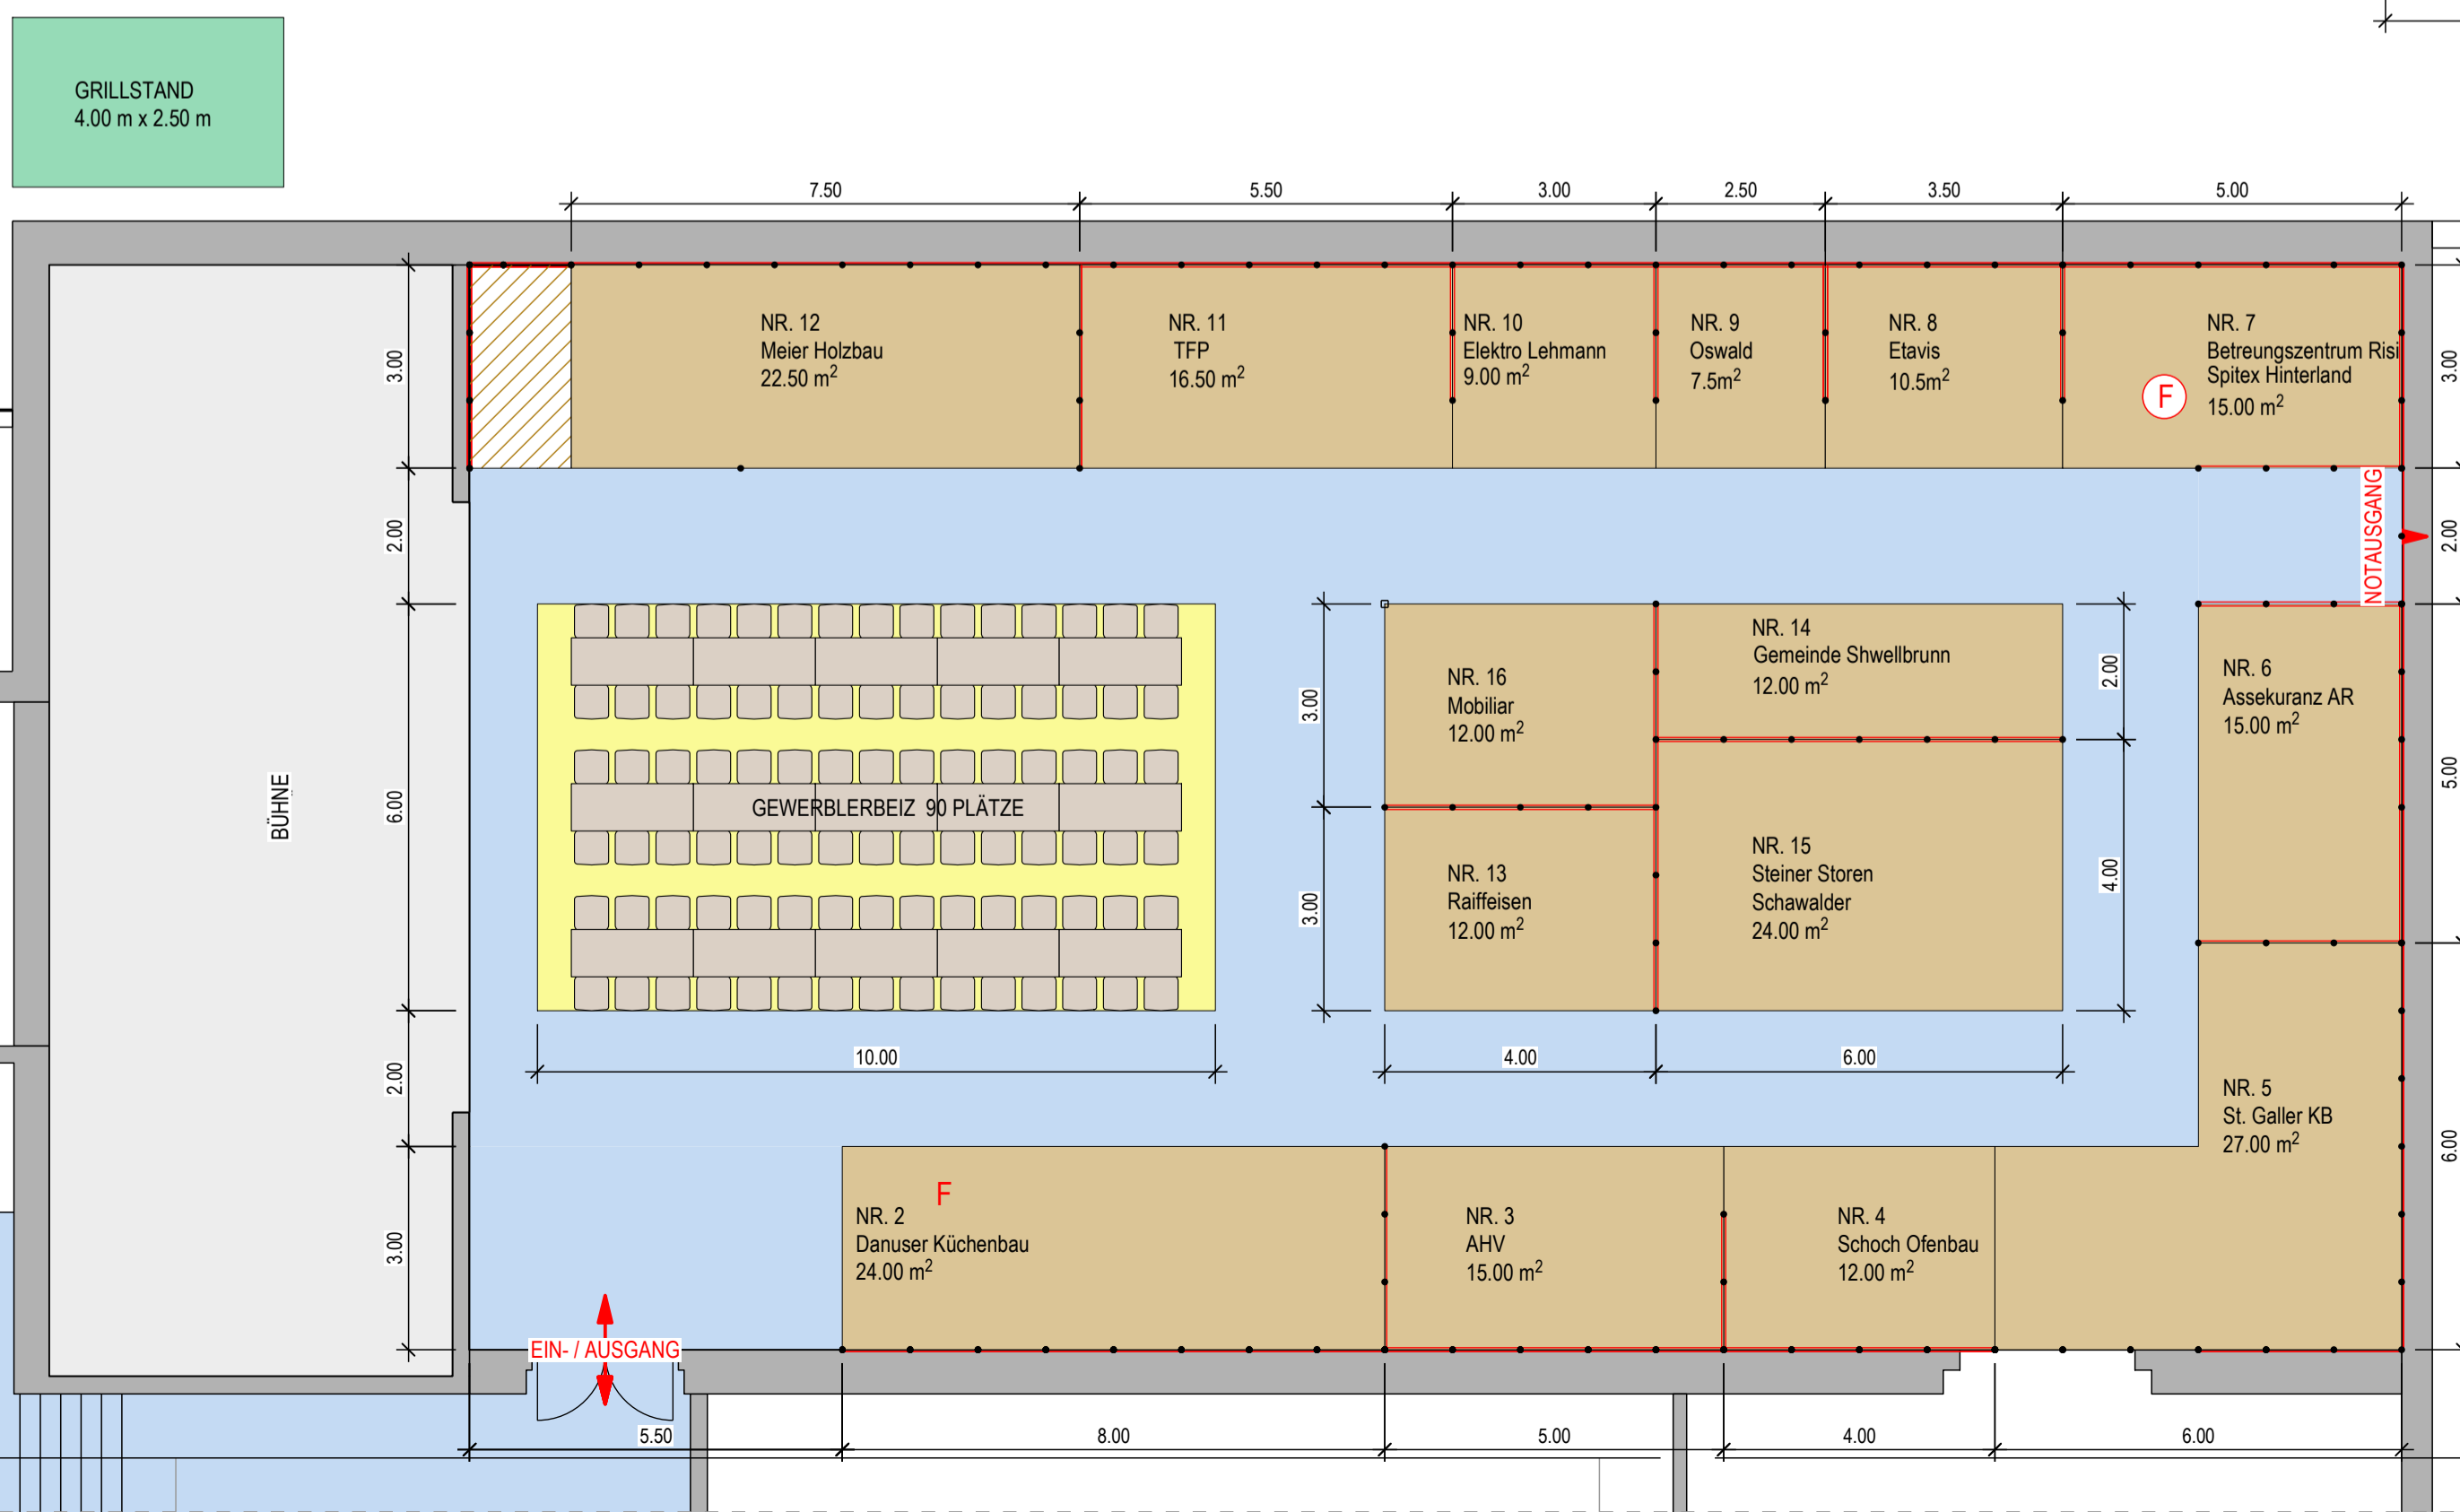 GRILLSTAND
4.00 m x 2.50 m
7.50
5.50
3.00
2.50
3.50
5.00
NR. 12
Meier Holzbau
22.50 m²
NR. 11
TFP
16.50 m²
NR. 10
Elektro Lehmann
9.00 m²
NR. 9
Oswald
7.5m²
NR. 8
Etavis
10.5m²
NR. 7
Betreungszentrum Risi
Spitex Hinterland
15.00 m²
F
3.00
3.00
2.00
NOTAUSGANG
2.00
BÜHNE
6.00
GEWERBLERBEIZ 90 PLÄTZE
10.00
3.00
3.00
NR. 16
Mobiliar
12.00 m²
NR. 14
Gemeinde Shwellbrunn
12.00 m²
NR. 13
Raiffeisen
12.00 m²
NR. 15
Steiner Storen
Schawalder
24.00 m²
2.00
4.00
4.00
6.00
NR. 6
Assekuranz AR
15.00 m²
5.00
NR. 5
St. Galler KB
27.00 m²
6.00
2.00
3.00
F
NR. 2
Danuser Küchenbau
24.00 m²
NR. 3
AHV
15.00 m²
NR. 4
Schoch Ofenbau
12.00 m²
EIN- / AUSGANG
5.50
8.00
5.00
4.00
6.00